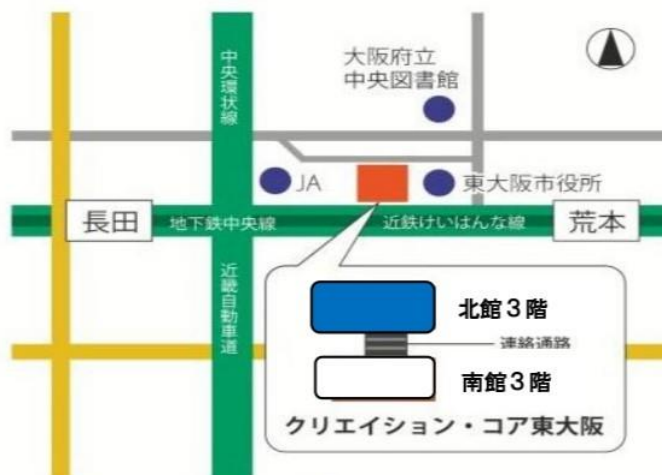 中央環状線
大阪府立
中央図書館
JA
東大阪市役所
長田
地下鉄中央線
近鉄けいはんな線
荒本
近畿自動車道
北館3階
連絡通路
南館3階
クリエイション・コア東大阪